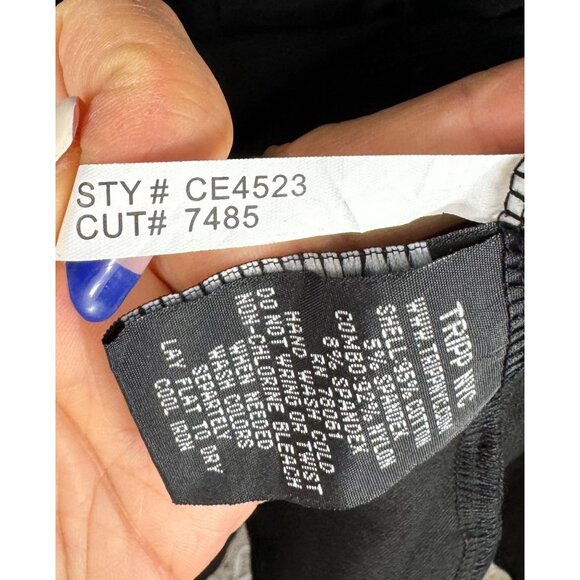 STY # CE4523
CUT# 7485
TRIPP NYC
WWW.TRIPPNYC.COM
SHELL:95% COTTON
5% SPANDEX
COMBO:92% NYLON
8% SPANDEX
RN
HAND WASH COLD
DO NOT WRING OR TWIST
NON-CHLORINE BLEACH
WHEN NEEDED
WASH COLORS
SEPARTELY
LAY FLAT TO DRY
COOL IRON